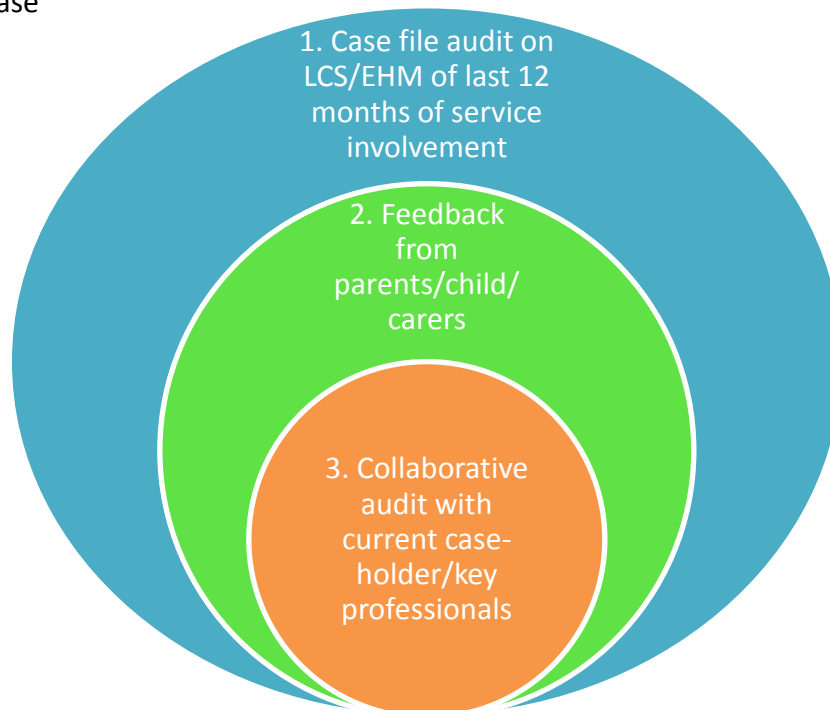 1. Case file audit on
LCS/EHM of last 12
months of service
involvement
2. Feedback
from
parents/child/
carers
3. Collaborative
audit with
current case-
holder/key
professionals